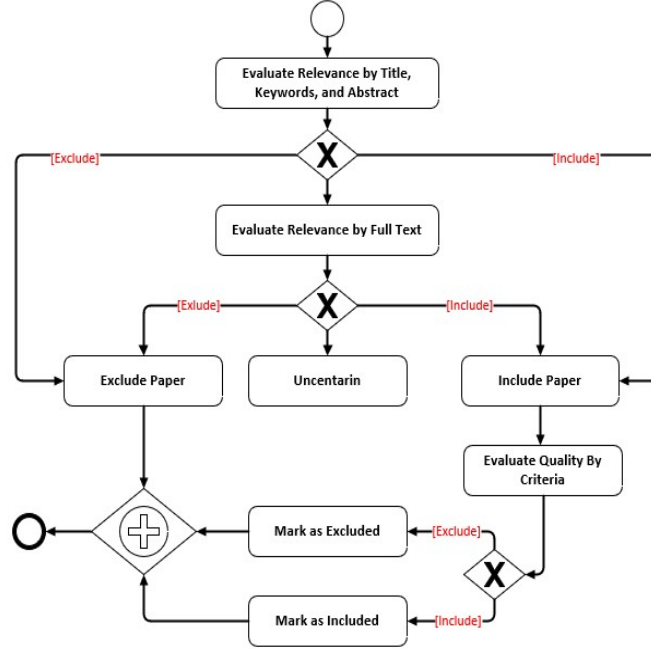 Evaluate Relevance by Title,
Keywords, and Abstract
X
[Exclude]
[Include]
Evaluate Relevance by Full Text
X
[Exlude]
[Include]
Exclude Paper
Uncentarin
Include Paper
Evaluate Quality By
Criteria
Mark as Excluded
[Exclude]
X
Mark as Included
[Include]